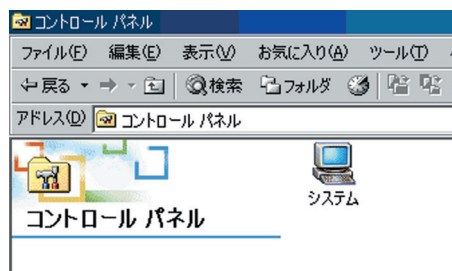 コントロール パネル
ファイル(F) 編集(E) 表示(V) お気に入り(A) ツール(T)
戻る 検索 フォルダ
アドレス(D) コントロール パネル
コントロール パネル
システム